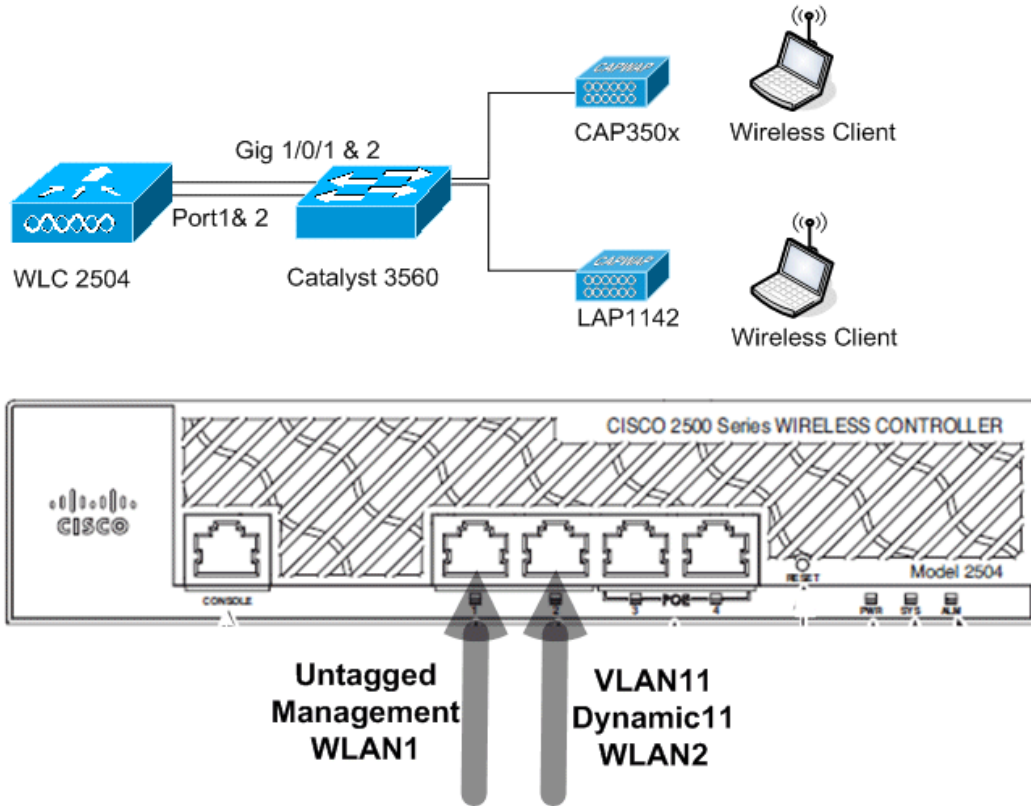 CAPWAP
CAP350x
Wireless Client
Gig 1/0/1 & 2
Port1& 2
WLC 2504
Catalyst 3560
CAPWAP
LAP1142
Wireless Client
CISCO 2500 Series WIRELESS CONTROLLER
CISCO
RESET
Model 2504
CONSOLE
1
2
3
POE
4
PWR
SYS
ALM
Untagged
Management
WLAN1
VLAN11
Dynamic11
WLAN2